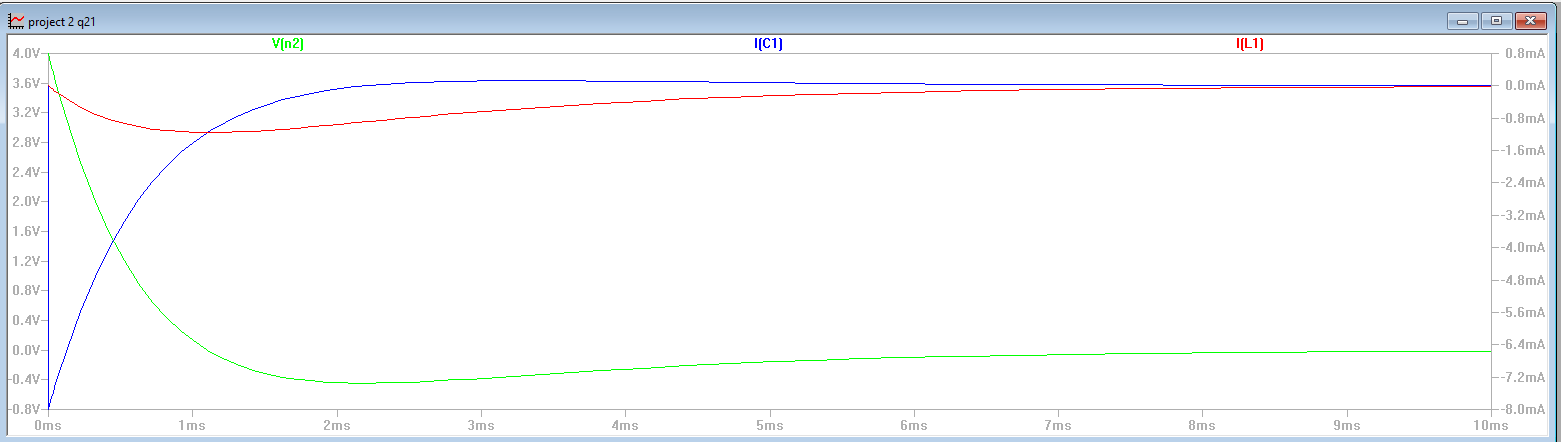 project 2 q21
V(n2) I(C1) I(L1)
4.0V 0.8mA
3.6V 0.0mA
3.2V -0.8mA
2.8V -1.6mA
2.4V -2.4mA
2.0V -3.2mA
1.6V -4.0mA
1.2V -4.8mA
0.8V -5.6mA
0.4V -6.4mA
0.0V -7.2mA
-0.4V -8.0mA
-0.8V
0ms 1ms 2ms 3ms 4ms 5ms 6ms 7ms 8ms 9ms 10ms